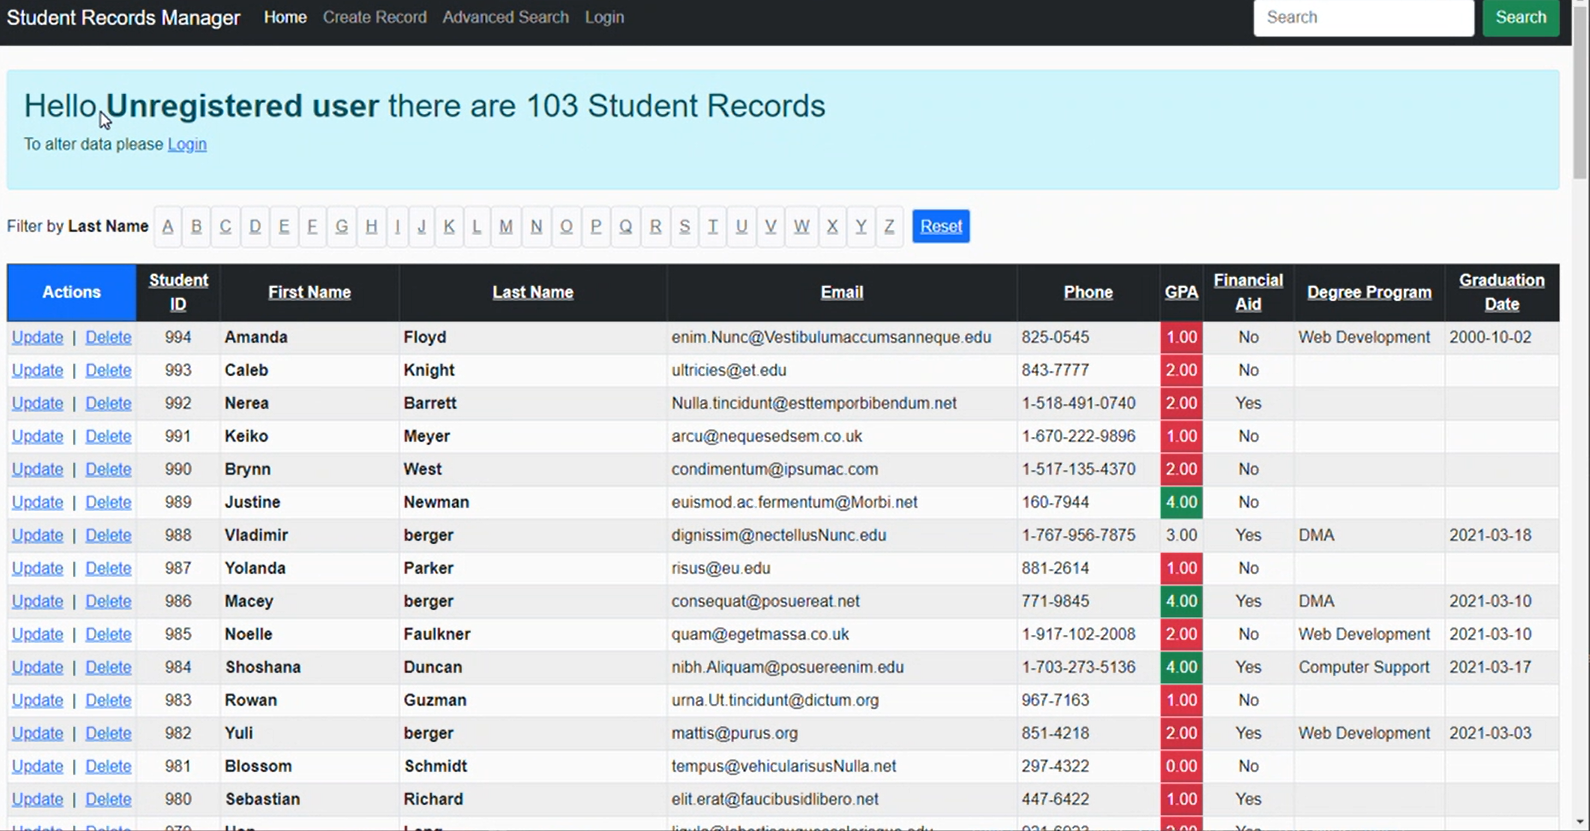 Student Records Manager Home Create Record Advanced Search Login Search Search
Hello, Unregistered user there are 103 Student Records
To alter data please Login
Filter by Last Name A B C D E F G H I J K L M N O P Q R S T U V W X Y Z Reset
Actions Student ID First Name Last Name Email Phone GPA Financial Aid Degree Program Graduation Date
Update | Delete 994 Amanda Floyd enim.Nunc@Vestibulumaccumsanneque.edu 825-0545 1.00 No Web Development 2000-10-02
Update | Delete 993 Caleb Knight ultricies@et.edu 843-7777 2.00 No
Update | Delete 992 Nerea Barrett Nulla.tincidunt@esttemporbibendum.net 1-518-491-0740 2.00 Yes
Update | Delete 991 Keiko Meyer arcu@nequesedsem.co.uk 1-670-222-9896 1.00 No
Update | Delete 990 Brynn West condimentum@ipsumac.com 1-517-135-4370 2.00 No
Update | Delete 989 Justine Newman euismod.ac.fermentum@Morbi.net 160-7944 4.00 No
Update | Delete 988 Vladimir berger dignissim@nectellusNunc.edu 1-767-956-7875 3.00 Yes DMA 2021-03-18
Update | Delete 987 Yolanda Parker risus@eu.edu 881-2614 1.00 No
Update | Delete 986 Macey berger consequat@posuereat.net 771-9845 4.00 Yes DMA 2021-03-10
Update | Delete 985 Noelle Faulkner quam@egetmassa.co.uk 1-917-102-2008 2.00 No Web Development 2021-03-10
Update | Delete 984 Shoshana Duncan nibh.Aliquam@posuereenim.edu 1-703-273-5136 4.00 Yes Computer Support 2021-03-17
Update | Delete 983 Rowan Guzman urna.Ut.tincidunt@dictum.org 967-7163 1.00 No
Update | Delete 982 Yuli berger mattis@purus.org 851-4218 2.00 Yes Web Development 2021-03-03
Update | Delete 981 Blossom Schmidt tempus@vehicularisusNulla.net 297-4322 0.00 No
Update | Delete 980 Sebastian Richard elit.erat@faucibusidlibero.net 447-6422 1.00 Yes
Update | Delete